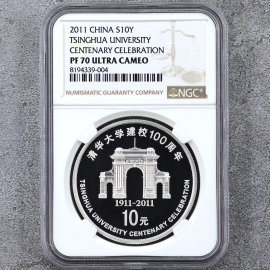 2011 CHINA S10Y
TSINGHUA UNIVERSITY
CENTENARY CELEBRATION
PF 70 ULTRA CAMEO
8194339-004
NUMISMATIC GUARANTY COMPANY
NGC
清华大学建校100周年
1911-2011
10元
TSINGHUA UNIVERSITY CENTENARY CELEBRATION